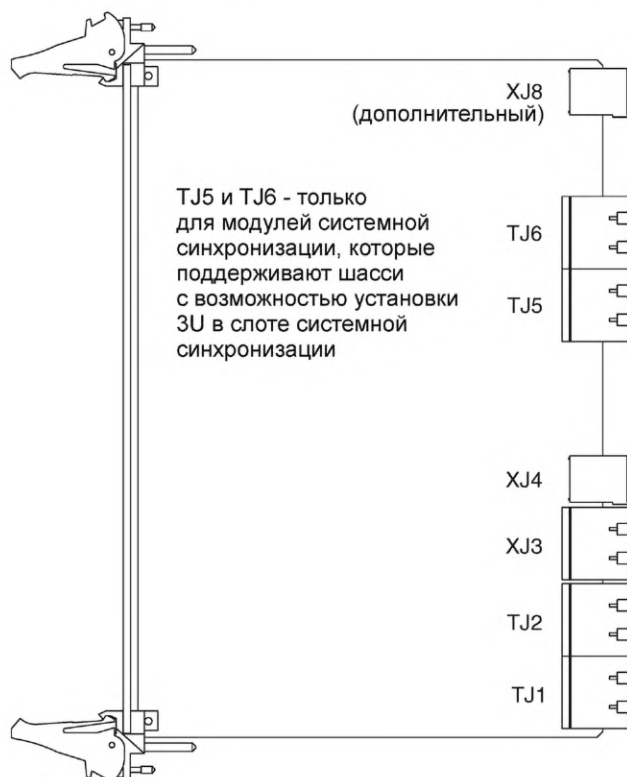 XJ8
(дополнительный)
TJ5 и TJ6 - только
для модулей системной
синхронизации, которые
поддерживают шасси
с возможностью установки
3U в слоте системной
синхронизации
TJ6
TJ5
XJ4
XJ3
TJ2
TJ1